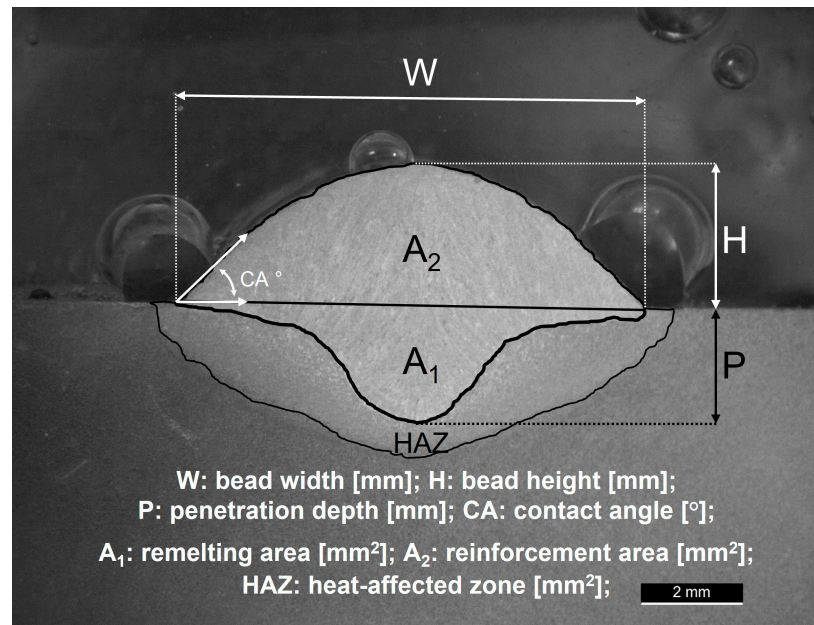 W
CA °
A₂
H
A₁
P
HAZ
W: bead width [mm]; H: bead height [mm];
P: penetration depth [mm]; CA: contact angle [°];
A₁: remelting area [mm²]; A₂: reinforcement area [mm²];
HAZ: heat-affected zone [mm²];
2 mm